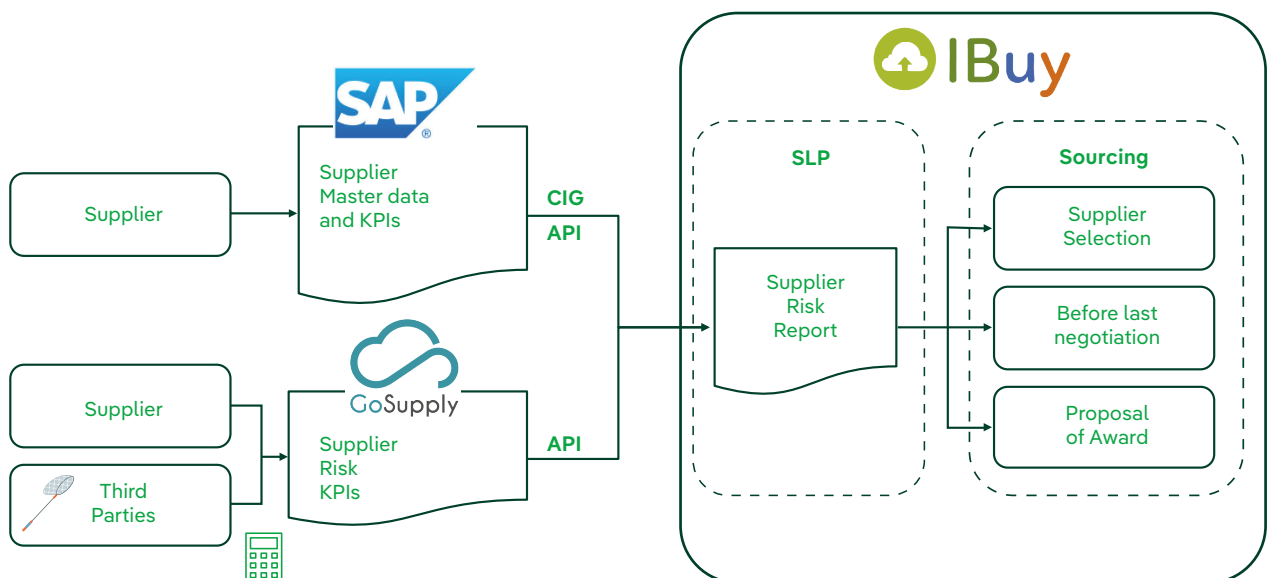 IBuy
SAP
®
SLP
Sourcing
Supplier
Supplier
Master data
and KPIs
CIG
API
Supplier
Selection
Supplier
Risk
Report
Before last
negotiation
GoSupply
Supplier
Third
Parties
Supplier
Risk
KPIs
API
Proposal
of Award